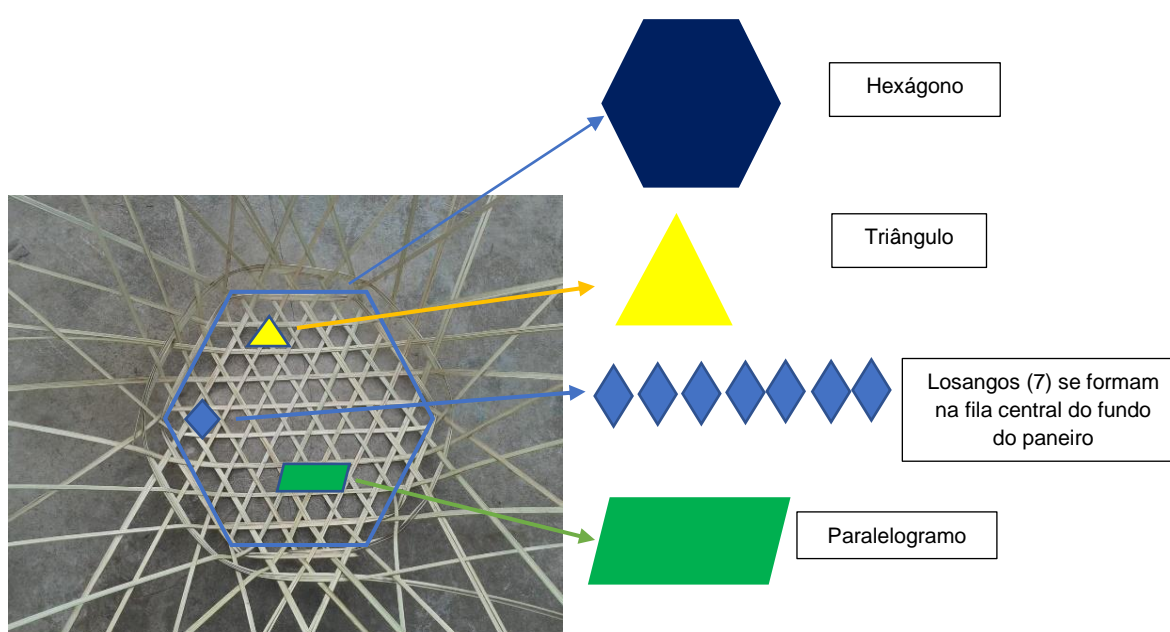 Hexágono
Triângulo
Losangos (7) se formam
na fila central do fundo
do paneiro
Paralelogramo